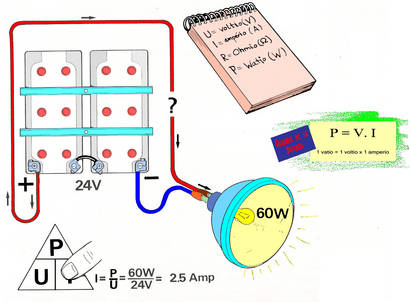 U = voltio (V)
I = amperio (A)
R = Ohmio (Ω)
P = Watio (W)
?
P = V. I
1 vatio = 1 voltio x 1 amperio
+
−
24V
60W
P
U I
I = P/U = 60W/24V = 2.5 Amp